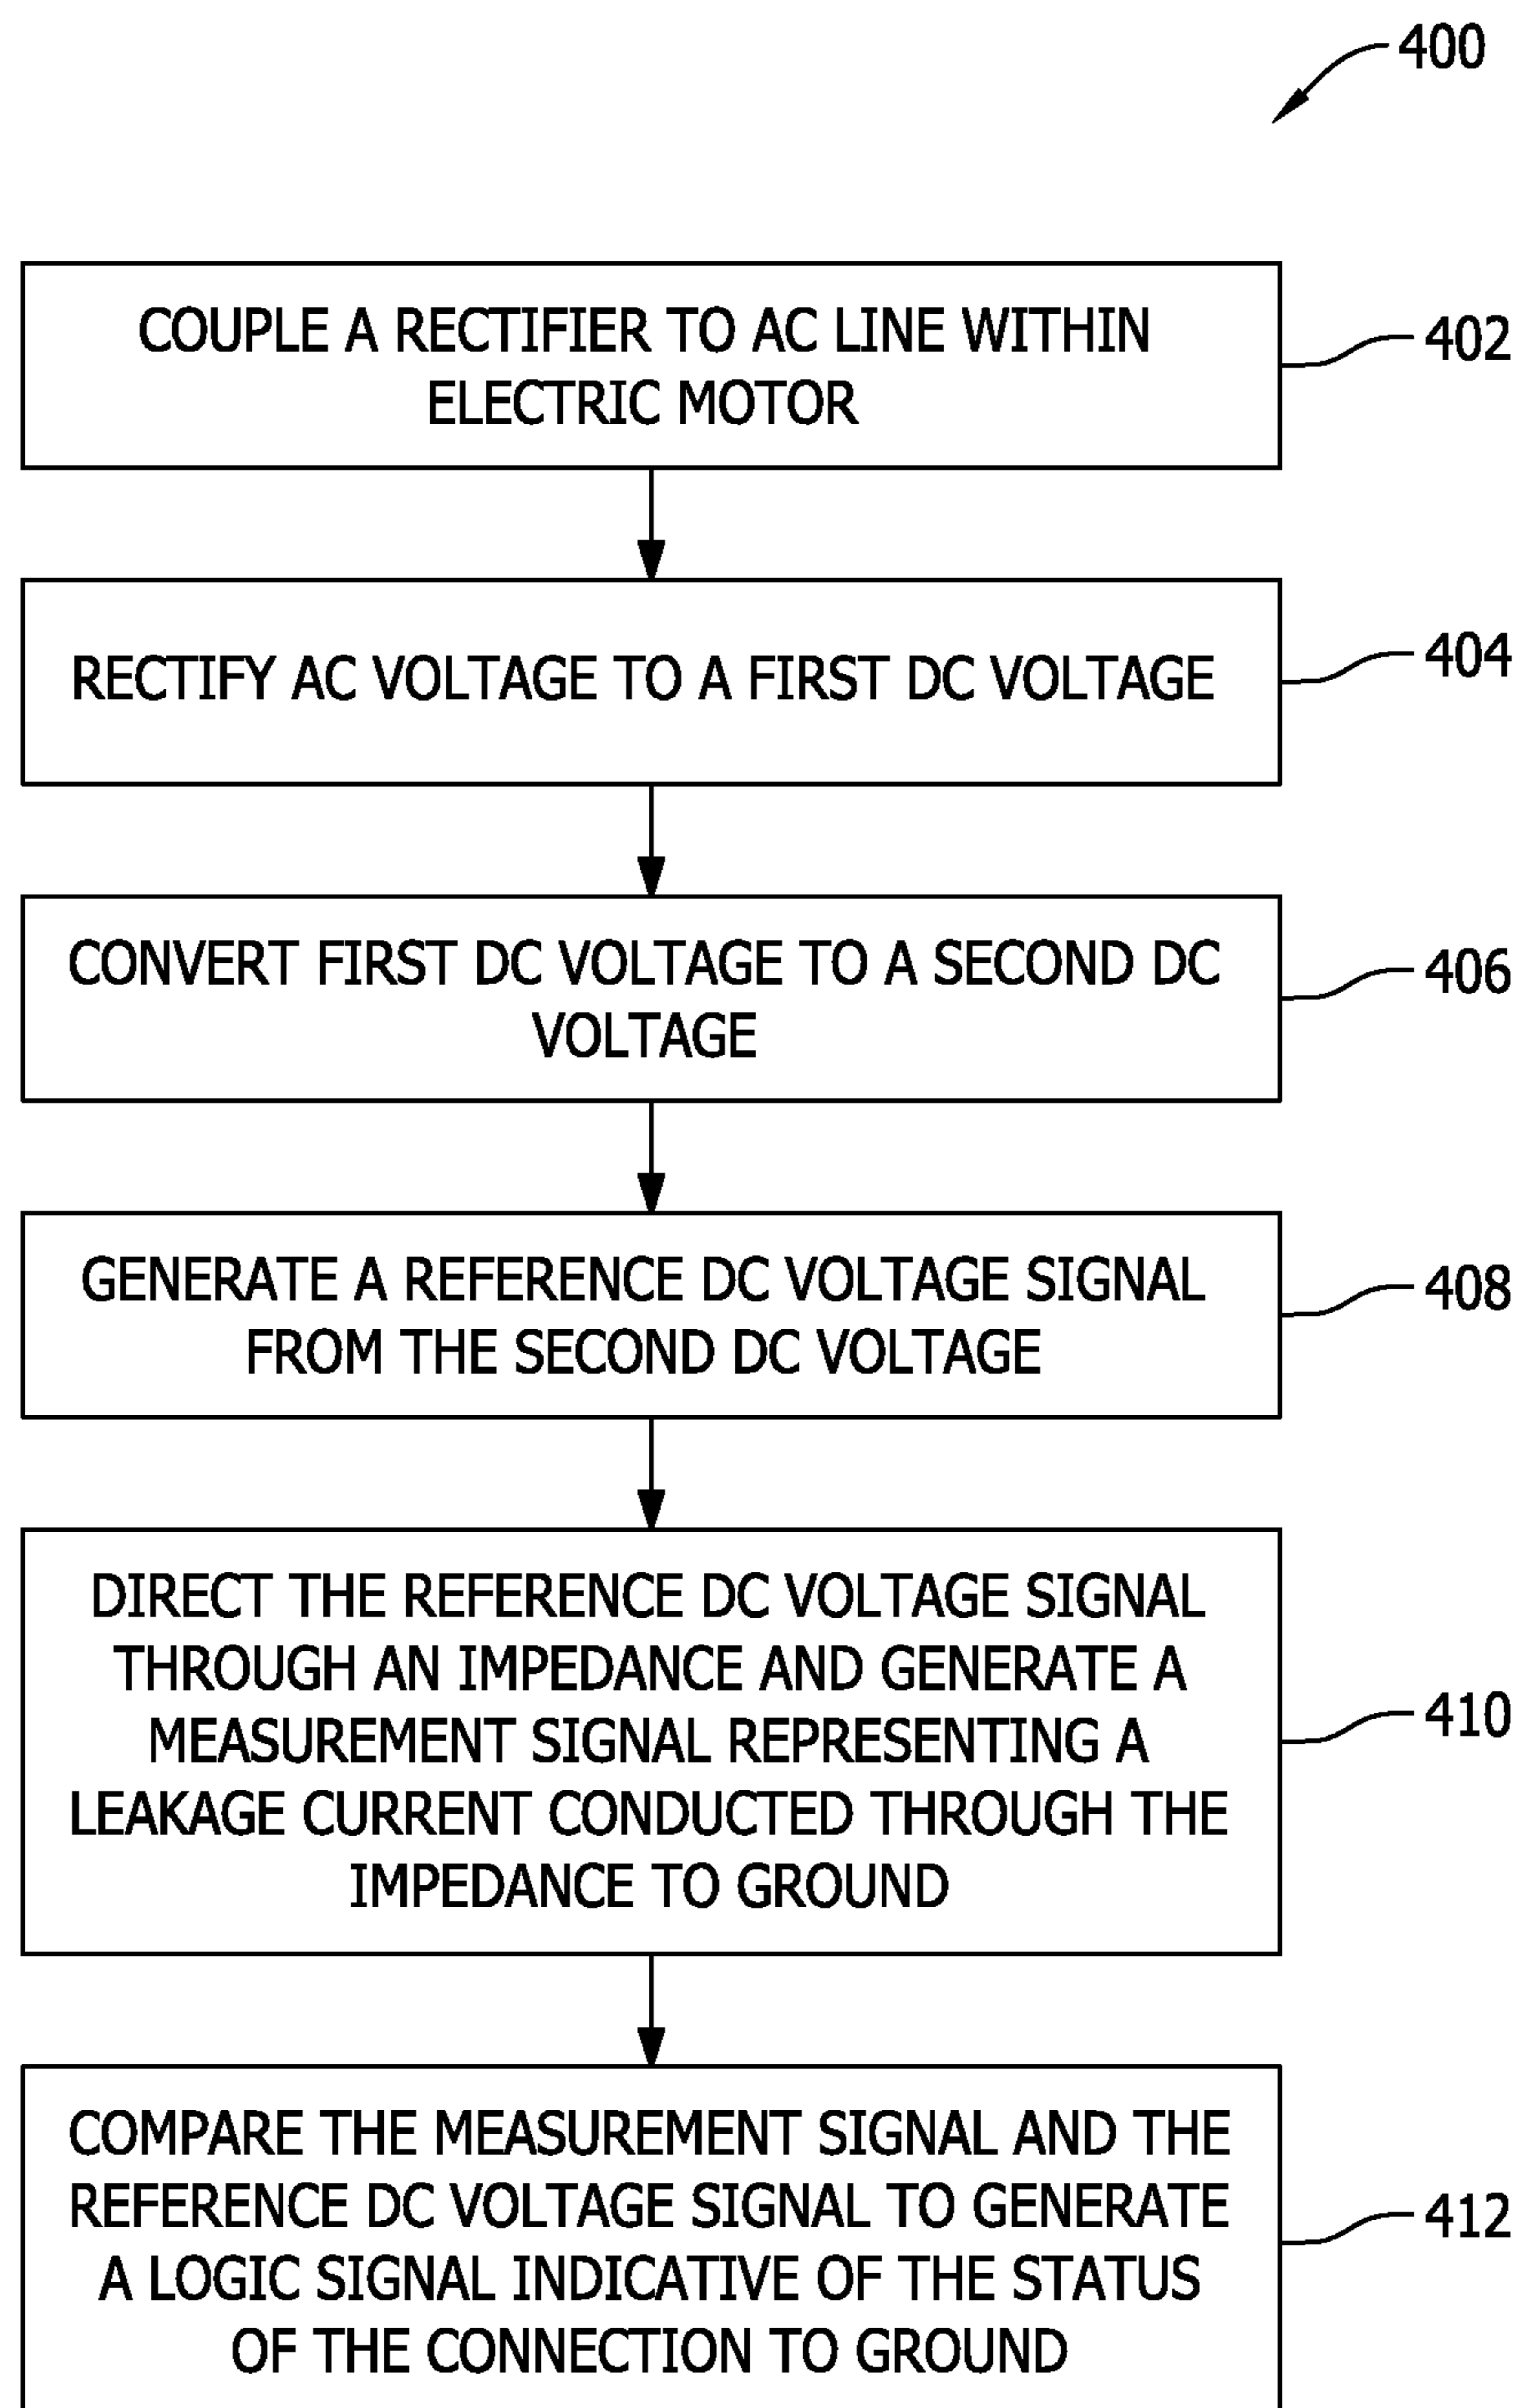 400
COUPLE A RECTIFIER TO AC LINE WITHIN
ELECTRIC MOTOR
402
RECTIFY AC VOLTAGE TO A FIRST DC VOLTAGE
404
CONVERT FIRST DC VOLTAGE TO A SECOND DC
VOLTAGE
406
GENERATE A REFERENCE DC VOLTAGE SIGNAL
FROM THE SECOND DC VOLTAGE
408
DIRECT THE REFERENCE DC VOLTAGE SIGNAL
THROUGH AN IMPEDANCE AND GENERATE A
MEASUREMENT SIGNAL REPRESENTING A
LEAKAGE CURRENT CONDUCTED THROUGH THE
IMPEDANCE TO GROUND
410
COMPARE THE MEASUREMENT SIGNAL AND THE
REFERENCE DC VOLTAGE SIGNAL TO GENERATE
A LOGIC SIGNAL INDICATIVE OF THE STATUS
OF THE CONNECTION TO GROUND
412